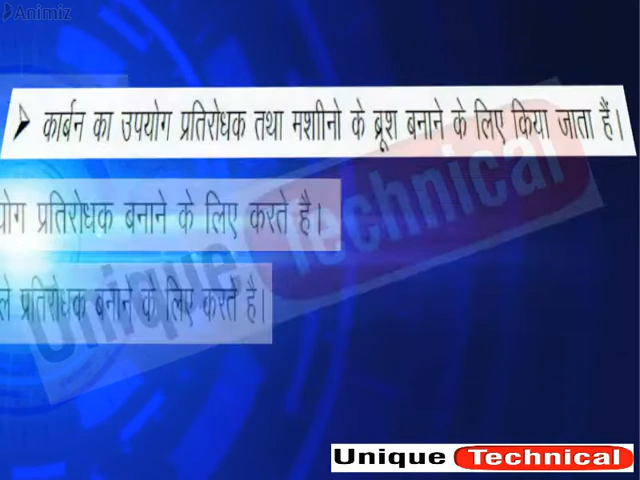 Animiz
कार्बन का उपयोग प्रतिरोधक तथा मशीनो के ब्रूश बनाने के लिए किया जाता हैं।
योग प्रतिरोधक बनाने के लिए करते है।
ले प्रतिरोधक बनाने के लिए करते है।
Unique Technical
Unique Technical